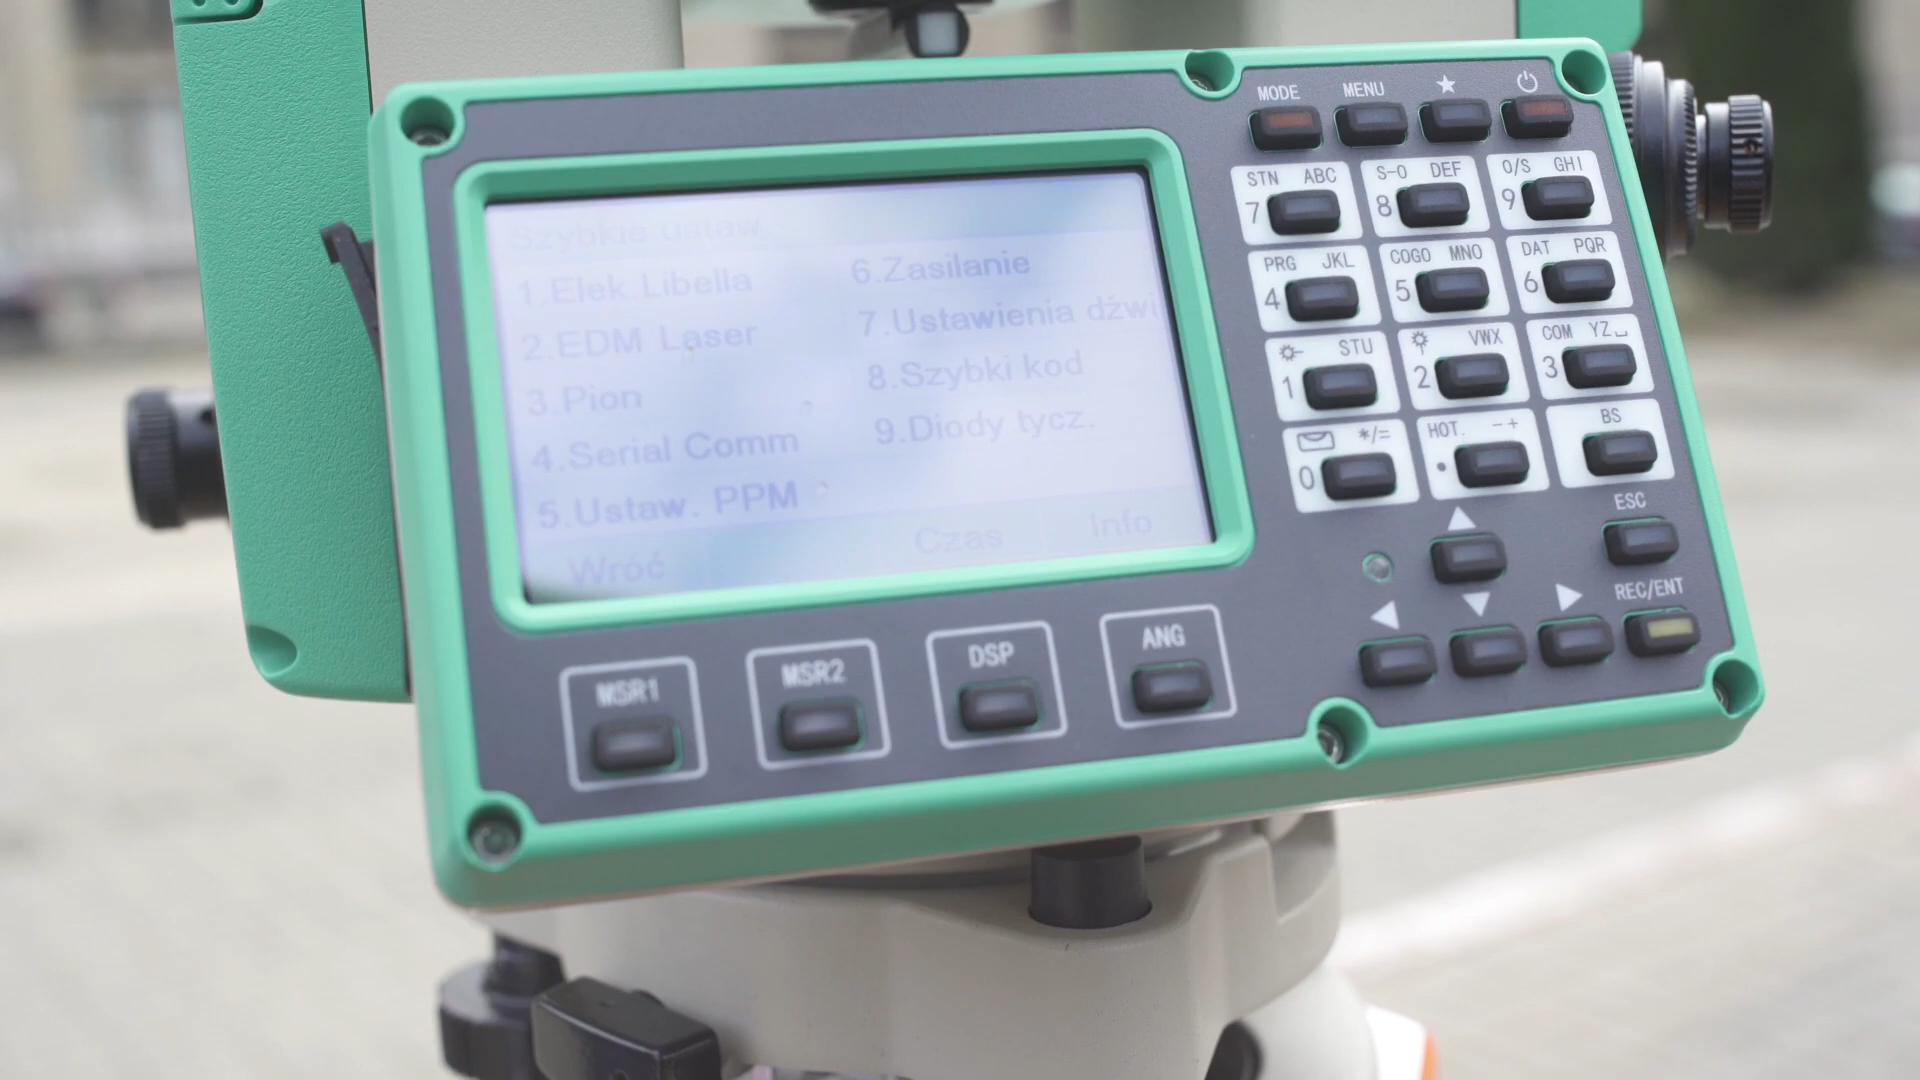 Szybkie ustaw.
1.Elek.Libella
2.EDM Laser
3.Pion
4.Serial Comm
5.Ustaw. PPM
6.Zasilanie
7.Ustawienia dźwi
8.Szybki kod
9.Diody tycz.
Wróć Czas Info
MODE MENU ★
STN ABC S-O DEF O/S GHI
7 8 9
PRG JKL COGO MNO DAT PQR
4 5 6
STU VWX COM YZ
1 2 3
*/= HOT. -+ BS
0 •
ESC
REC/ENT
MSR1 MSR2 DSP ANG